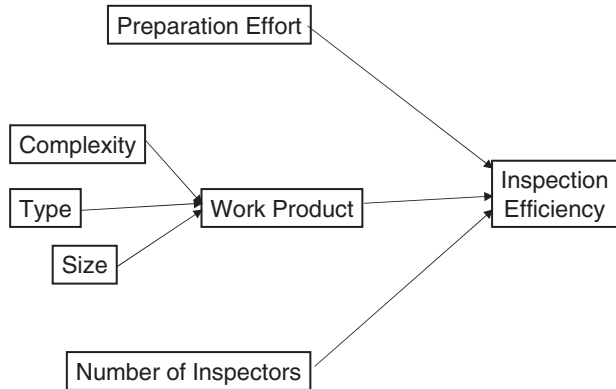 Preparation Effort
Complexity
Type
Size
Work Product
Inspection
Efficiency
Number of Inspectors